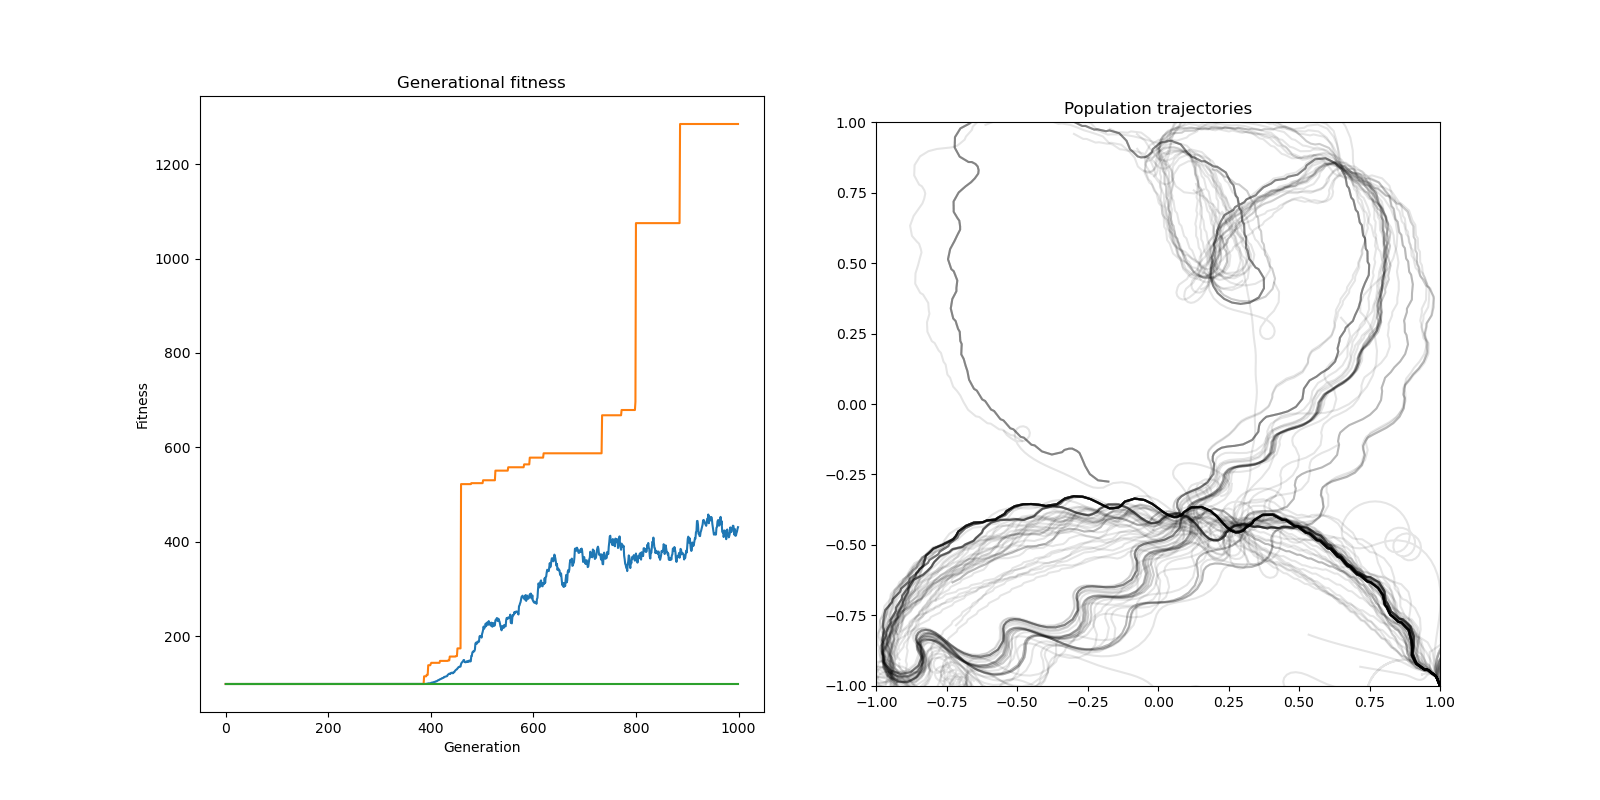 Generational fitness
Fitness
1200
1000
800
600
400
200
0 200 400 600 800 1000
Generation
Population trajectories
1.00
0.75
0.50
0.25
0.00
−0.25
−0.50
−0.75
−1.00
−1.00 −0.75 −0.50 −0.25 0.00 0.25 0.50 0.75 1.00